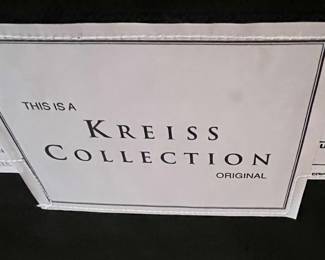 THIS IS A
KREISS
COLLECTION
ORIGINAL